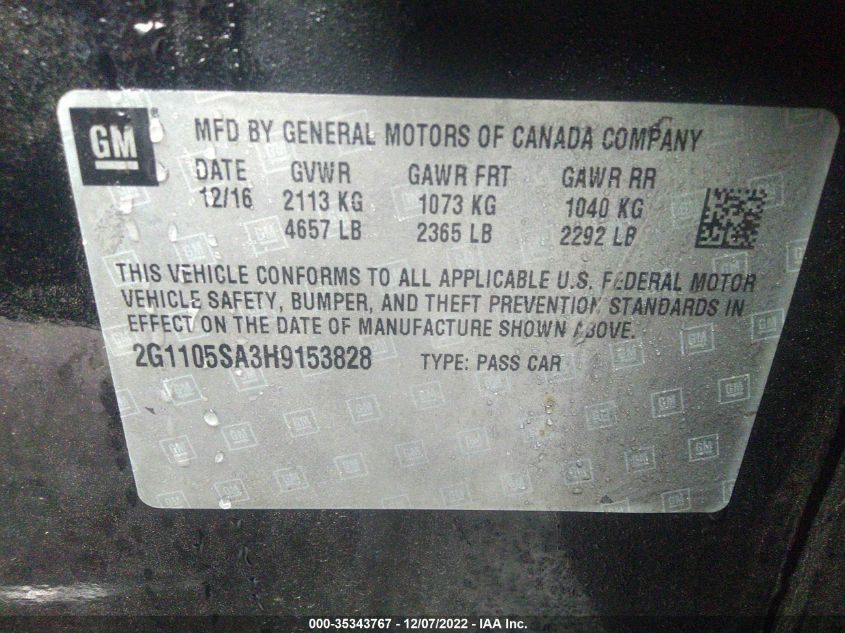 GM MFD BY GENERAL MOTORS OF CANADA COMPANY
DATE GVWR GAWR FRT GAWR RR
12/16 2113 KG 1073 KG 1040 KG
4657 LB 2365 LB 2292 LB
THIS VEHICLE CONFORMS TO ALL APPLICABLE U.S. FEDERAL MOTOR
VEHICLE SAFETY, BUMPER, AND THEFT PREVENTION STANDARDS IN
EFFECT ON THE DATE OF MANUFACTURE SHOWN ABOVE.
2G1105SA3H9153828 TYPE: PASS CAR
000-35343767 - 12/07/2022 - IAA Inc.